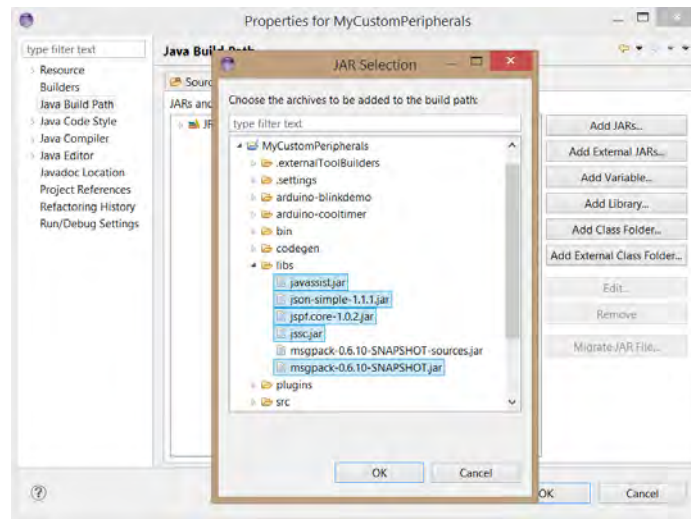 Properties for MyCustomPeripherals
type filter text
Resource
Builders
Java Build Path
Java Code Style
Java Compiler
Java Editor
Javadoc Location
Project References
Refactoring History
Run/Debug Settings
Java Build Path
Sourc
JARs and
JAR Selection
Choose the archives to be added to the build path:
type filter text
MyCustomPeripherals
.externalToolBuilders
.settings
arduino-blinkdemo
arduino-cooltimer
bin
codegen
libs
javassist.jar
json-simple-1.1.1.jar
jspf.core-1.0.2.jar
jssc.jar
msgpack-0.6.10-SNAPSHOT-sources.jar
msgpack-0.6.10-SNAPSHOT.jar
plugins
src
OK Cancel
Add JARs...
Add External JARs...
Add Variable...
Add Library...
Add Class Folder...
Add External Class Folder...
Edit...
Remove
Migrate JAR File...
OK Cancel